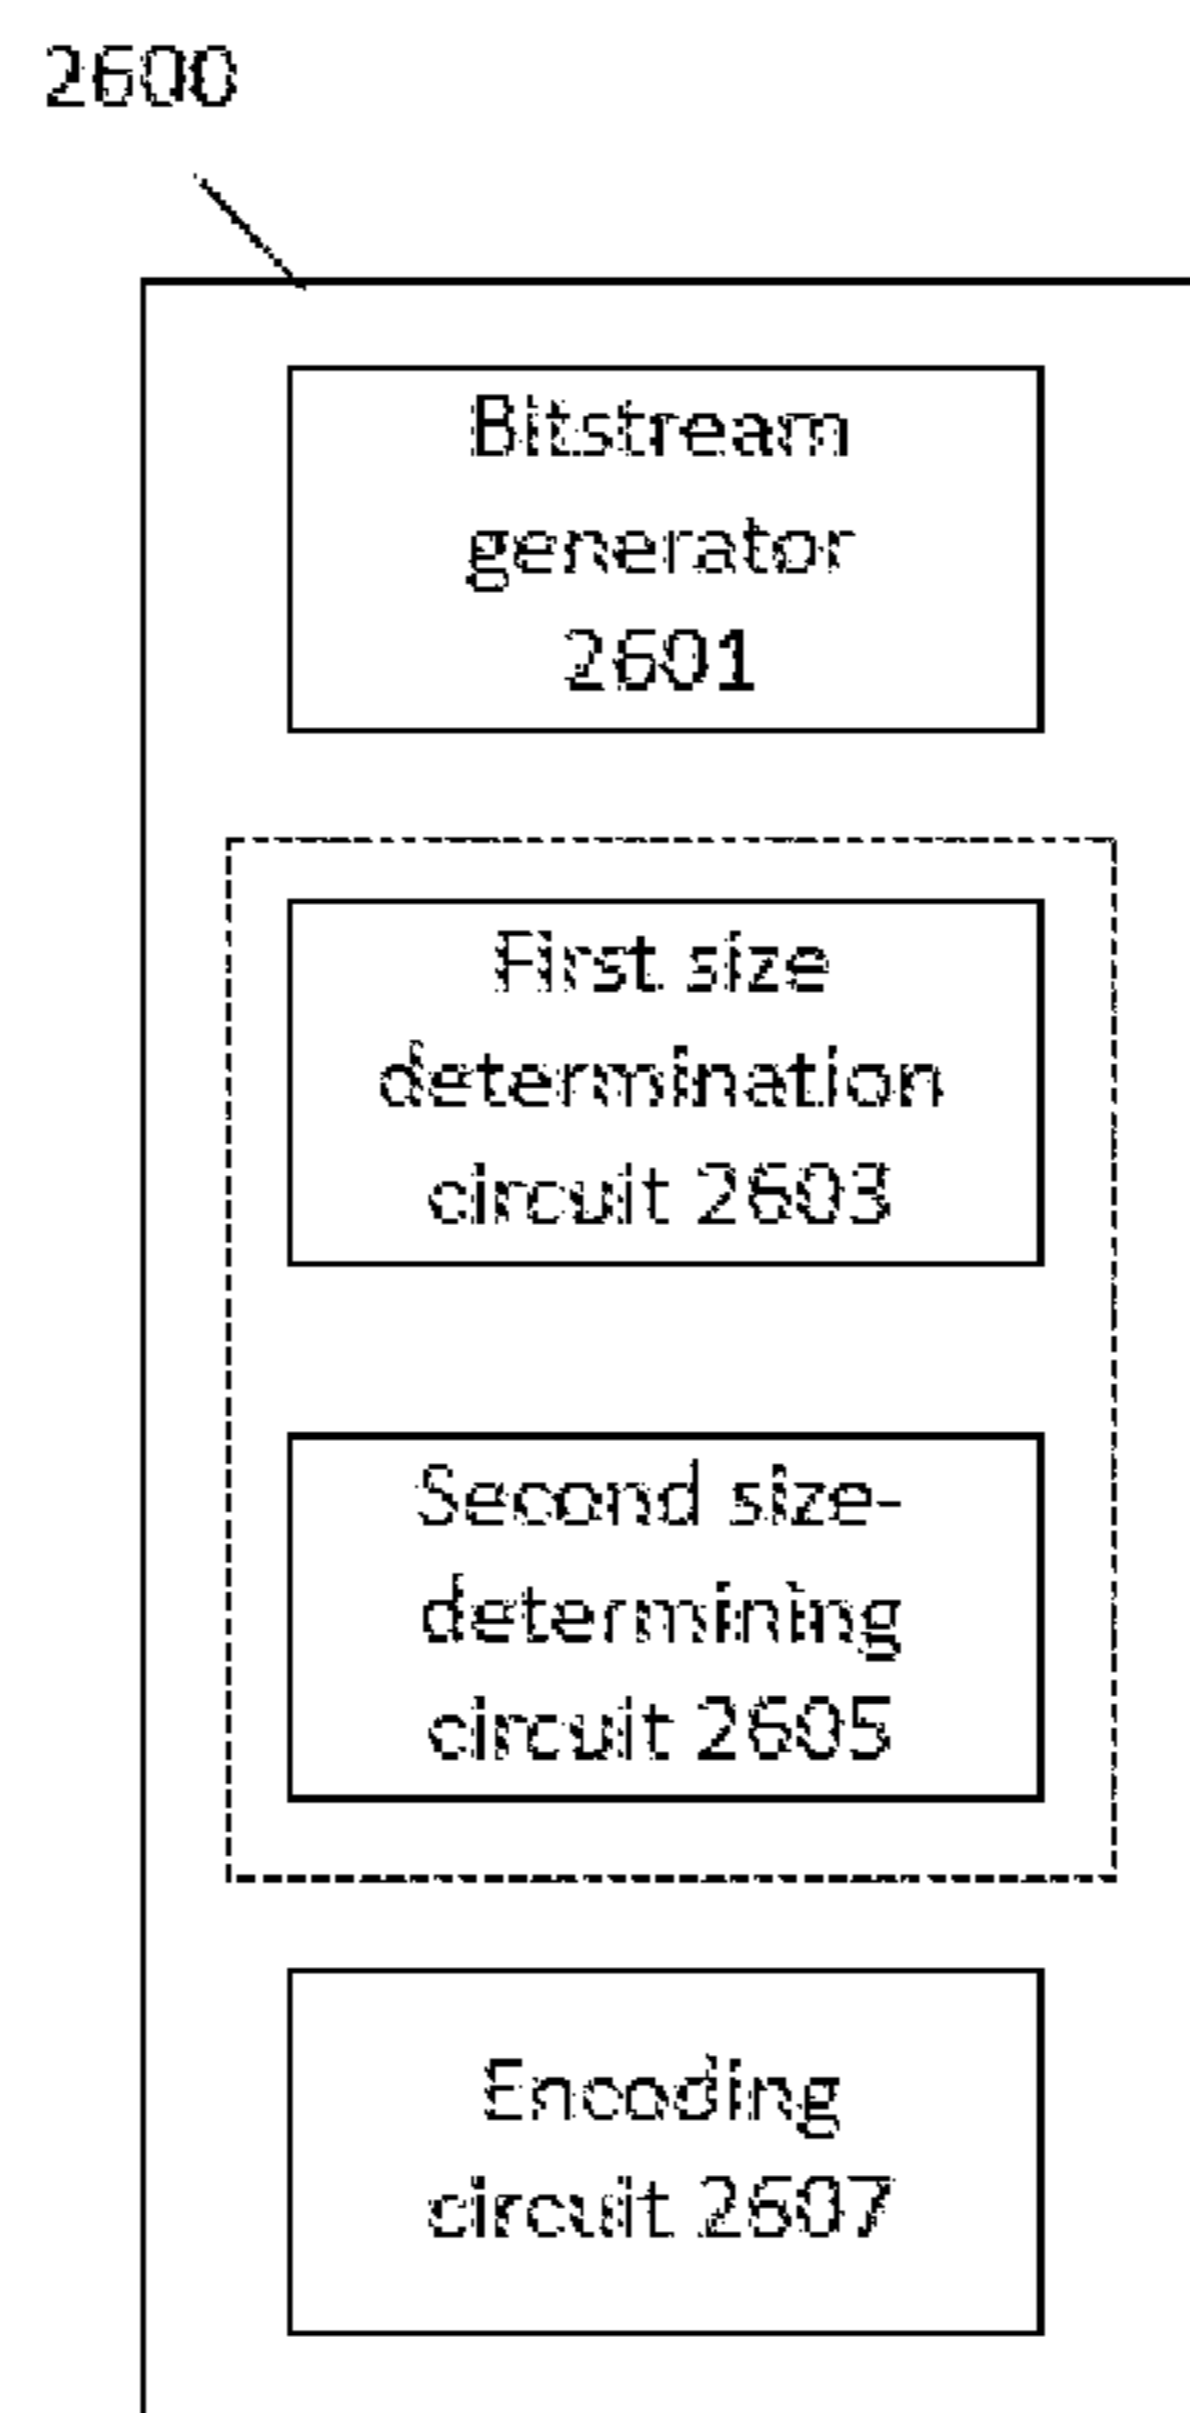 2600
Bitstream
generator
2601
First size
determination
circuit 2603
Second size-
determining
circuit 2605
Encoding
circuit 2607